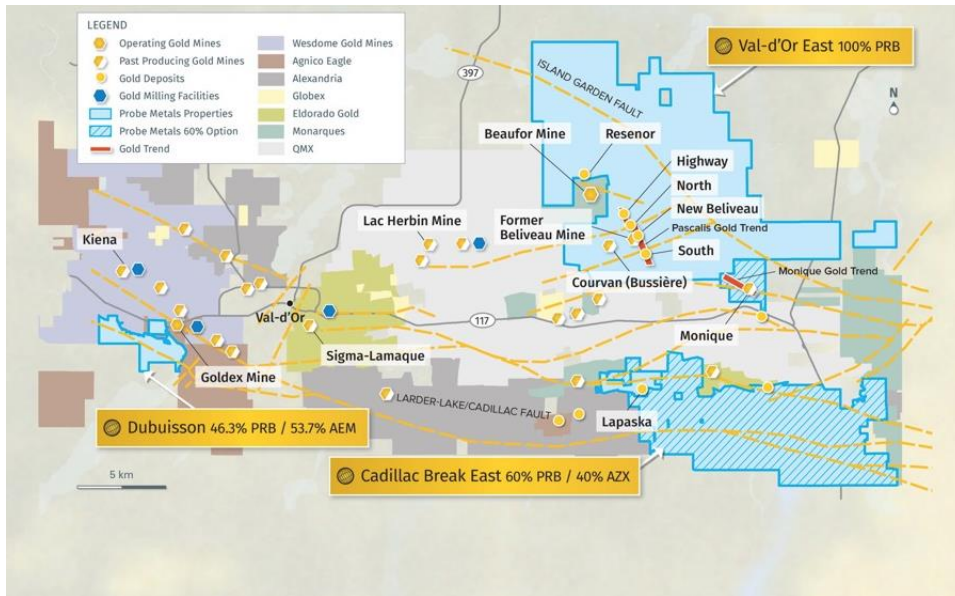 LEGEND
Operating Gold Mines
Past Producing Gold Mines
Gold Deposits
Gold Milling Facilities
Probe Metals Properties
Probe Metals 60% Option
Gold Trend
Wesdome Gold Mines
Agnico Eagle
Alexandria
Globex
Eldorado Gold
Monarques
QMX
397
Val-d'Or East 100% PRB
N
ISLAND GARDEN FAULT
Beaufor Mine
Resenor
Highway
North
New Beliveau
Pascalis Gold Trend
South
Lac Herbin Mine
Former
Beliveau Mine
Kiena
Courvan (Bussière)
Monique Gold Trend
Val-d'Or
117
Monique
Sigma-Lamaque
Goldex Mine
LARDER-LAKE/CADILLAC FAULT
Lapaska
Dubuisson 46.3% PRB / 53.7% AEM
Cadillac Break East 60% PRB / 40% AZX
5 km